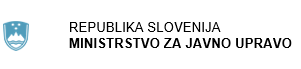 REPUBLIKA SLOVENIJA
MINISTRSTVO ZA JAVNO UPRAVO